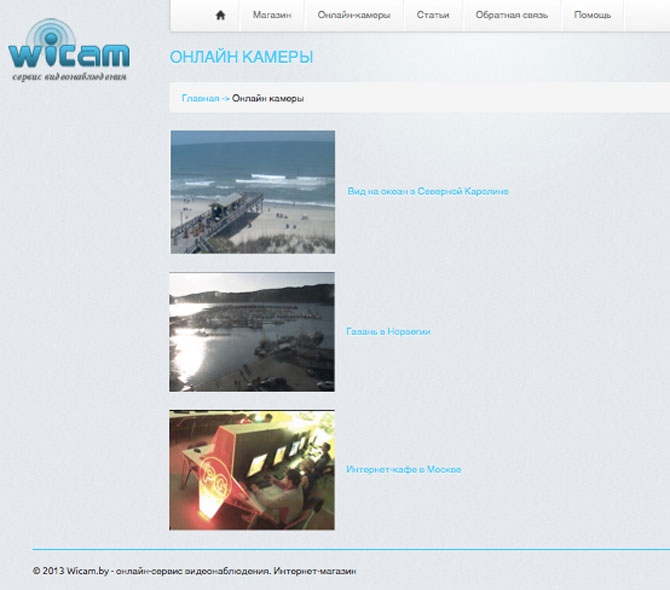 Магазин Онлайн-камеры Статьи Обратная связь Помощь
wicam
сервис видеонаблюдения
ОНЛАЙН КАМЕРЫ
Главная -> Онлайн камеры
Вид на океан в Северной Каролине
Гавань в Норвегии
PG
Интернет-кафе в Москве
© 2013 Wicam.by - онлайн-сервис видеонаблюдения. Интернет-магазин